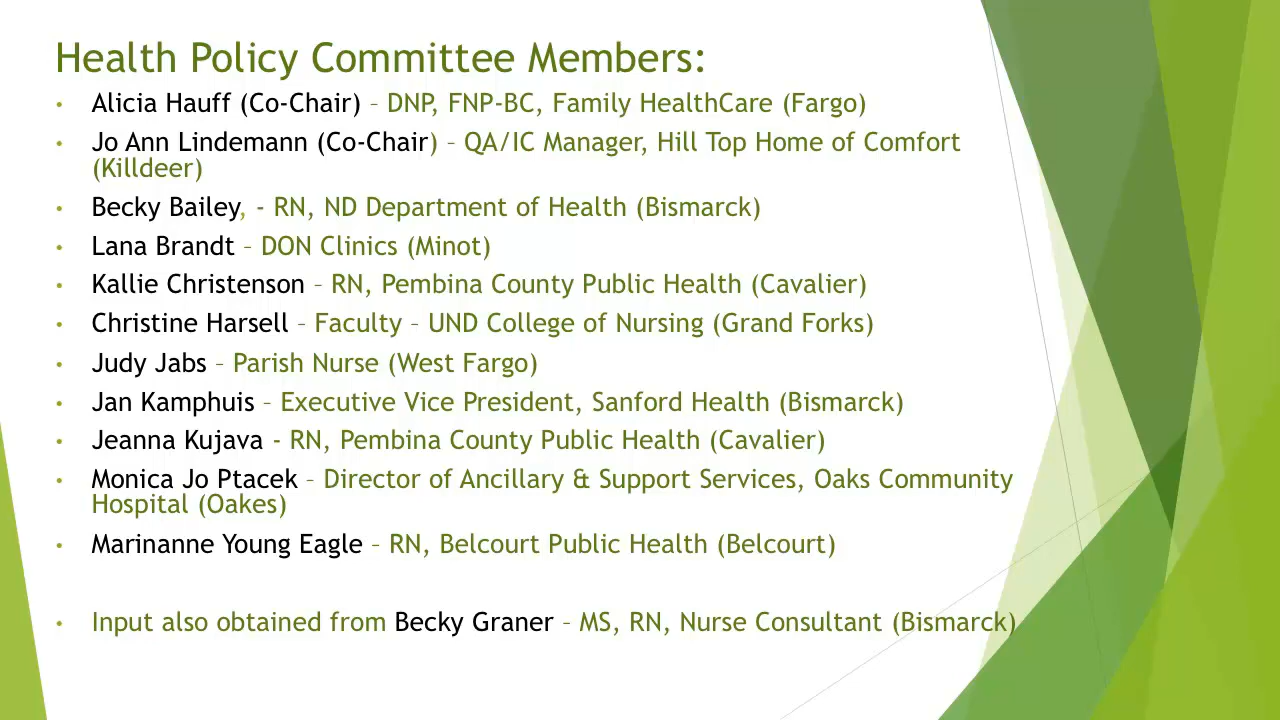 Health Policy Committee Members:
• Alicia Hauff (Co-Chair) – DNP, FNP-BC, Family HealthCare (Fargo)
• Jo Ann Lindemann (Co-Chair) – QA/IC Manager, Hill Top Home of Comfort
(Killdeer)
• Becky Bailey, - RN, ND Department of Health (Bismarck)
• Lana Brandt – DON Clinics (Minot)
• Kallie Christenson – RN, Pembina County Public Health (Cavalier)
• Christine Harsell – Faculty – UND College of Nursing (Grand Forks)
• Judy Jabs – Parish Nurse (West Fargo)
• Jan Kamphuis – Executive Vice President, Sanford Health (Bismarck)
• Jeanna Kujava - RN, Pembina County Public Health (Cavalier)
• Monica Jo Ptacek – Director of Ancillary & Support Services, Oaks Community
Hospital (Oakes)
• Marinanne Young Eagle – RN, Belcourt Public Health (Belcourt)
• Input also obtained from Becky Graner – MS, RN, Nurse Consultant (Bismarck)